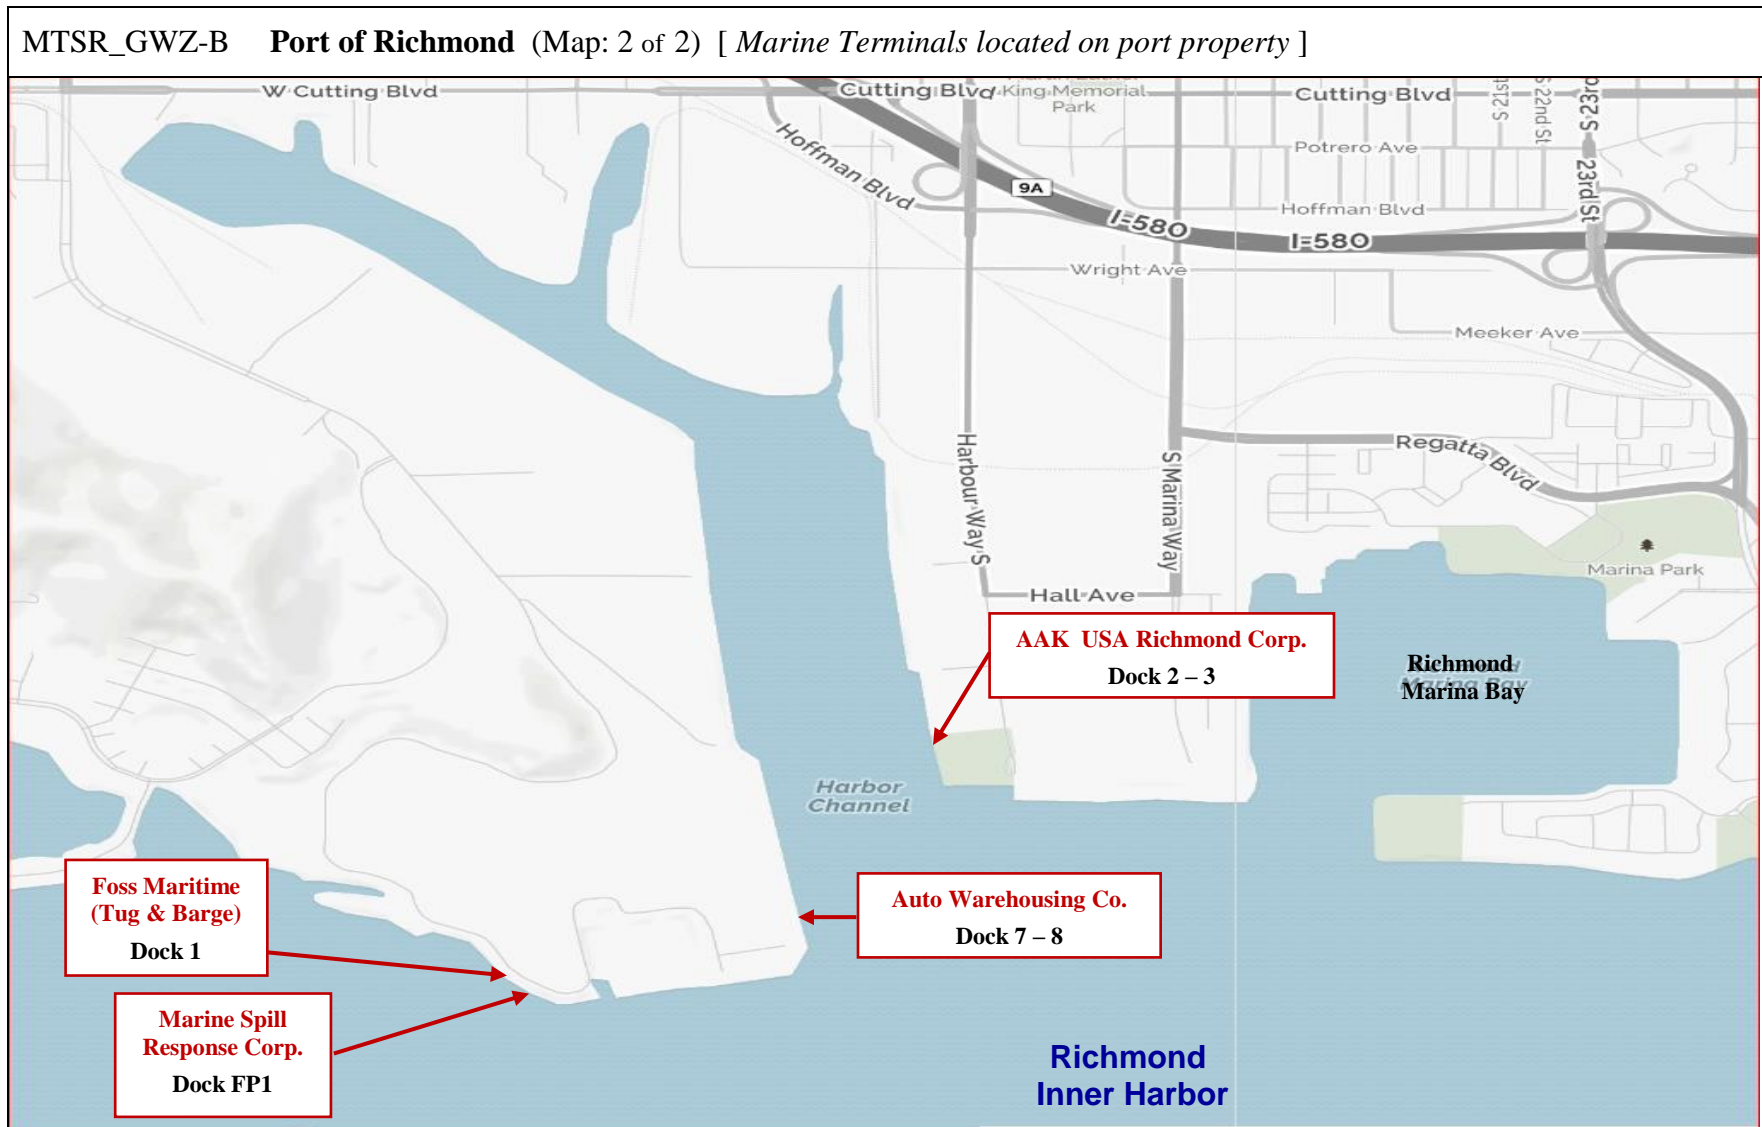 MTSR_GWZ-B Port of Richmond (Map: 2 of 2) [ Marine Terminals located on port property ]
W Cutting Blvd
Cutting Blvd
King Memorial
Park
Cutting Blvd
S 21st
S 22nd St
S 23rd
Hoffman Blvd
Potrero Ave
9A
23rd St
I-580
Hoffman Blvd
I-580
Wright Ave
Meeker Ave
Harbour Way S
S Marina Way
Regatta Blvd
Marina Park
Hall Ave
AAK USA Richmond Corp.
Dock 2 – 3
Richmond
Marina Bay
Harbor
Channel
Foss Maritime
(Tug & Barge)
Dock 1
Auto Warehousing Co.
Dock 7 – 8
Marine Spill
Response Corp.
Dock FP1
Richmond
Inner Harbor